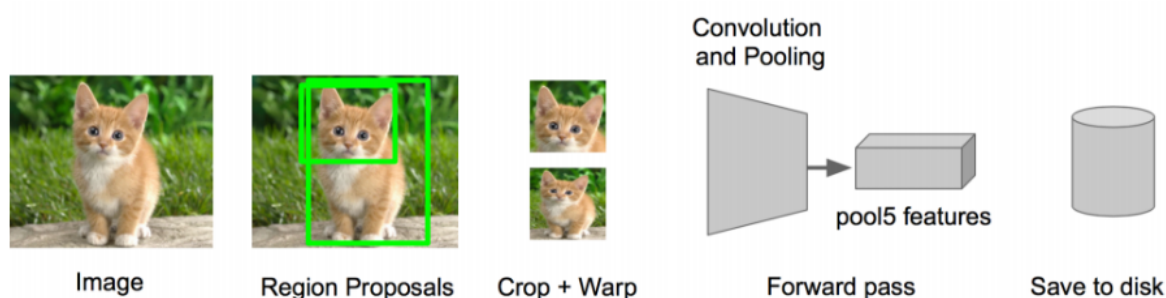 Convolution
and Pooling
pool5 features
Image
Region Proposals
Crop + Warp
Forward pass
Save to disk